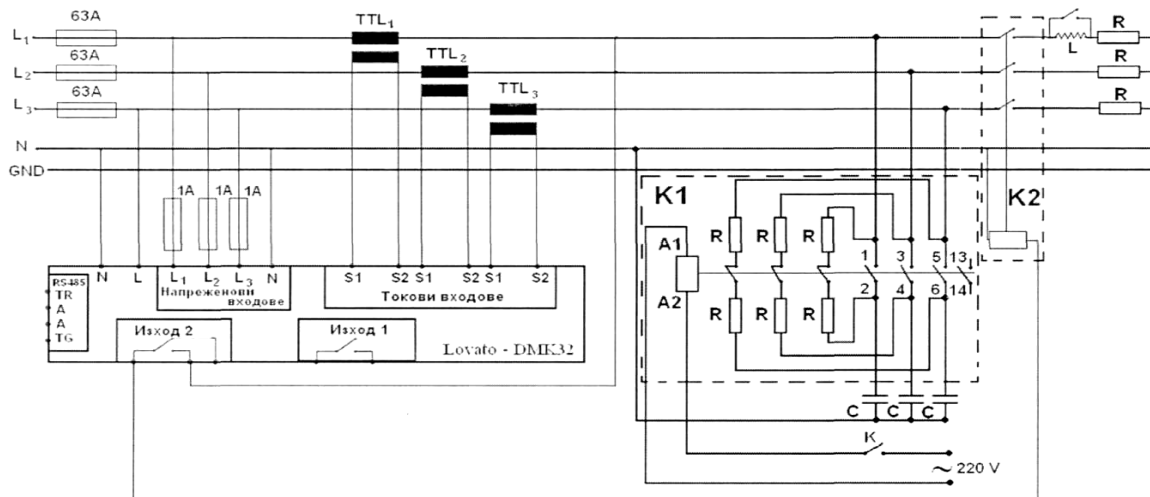 63A
L1
63A
L2
63A
L3
N
GND
TTL1
TTL2
TTL3
L
R
R
R
1A
1A
1A
K1
K2
A1
A2
R
R
R
R
R
R
1
3
5
13
2
4
6
14
N
L
L1
L2
L3
N
S1
S2
S1
S2
S1
S2
RS485
TR
A
A
TG
Напреженови
входове
Токови входове
Изход 2
Изход 1
Lovato - DMK32
C
C
C
K
~ 220 V